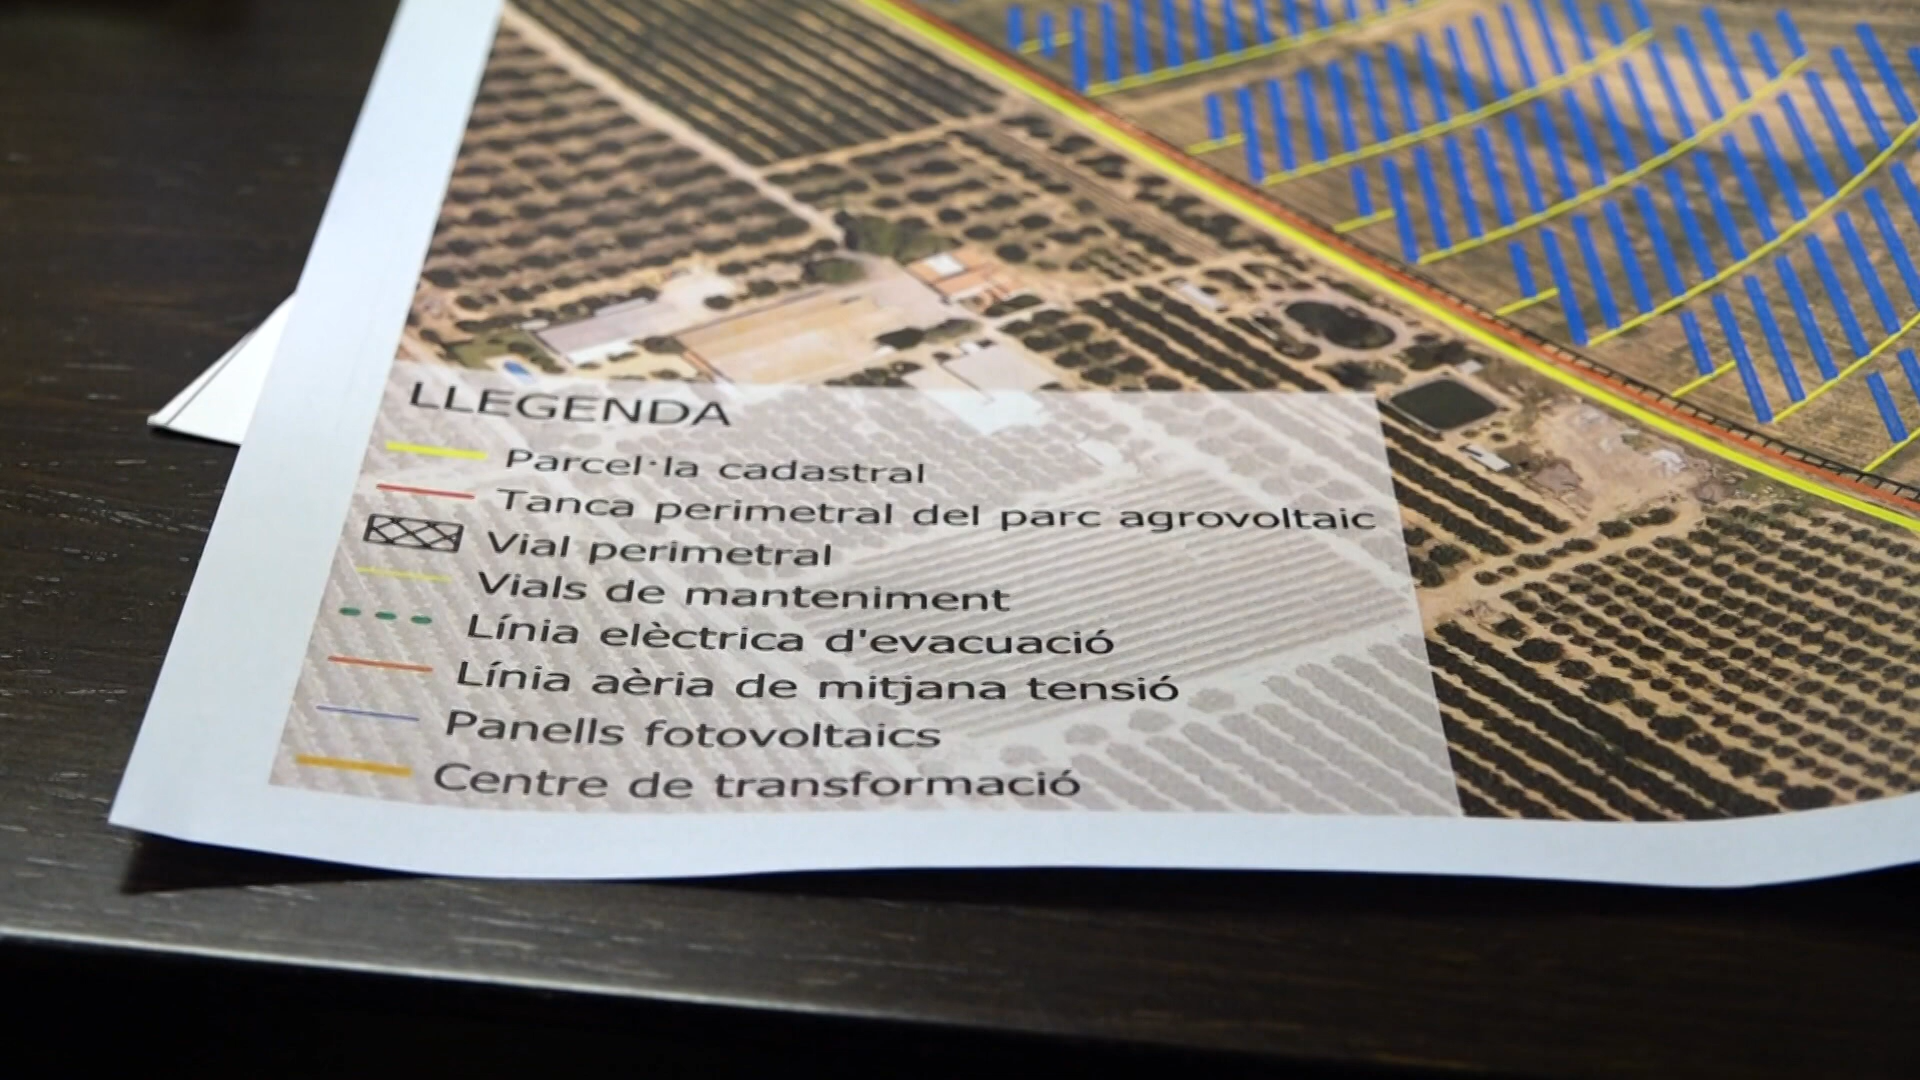 LLEGENDA
Parcel·la cadastral
Tanca perimetral del parc agrovoltaic
Vial perimetral
Vials de manteniment
Línia elèctrica d'evacuació
Línia aèria de mitjana tensió
Panells fotovoltaics
Centre de transformació